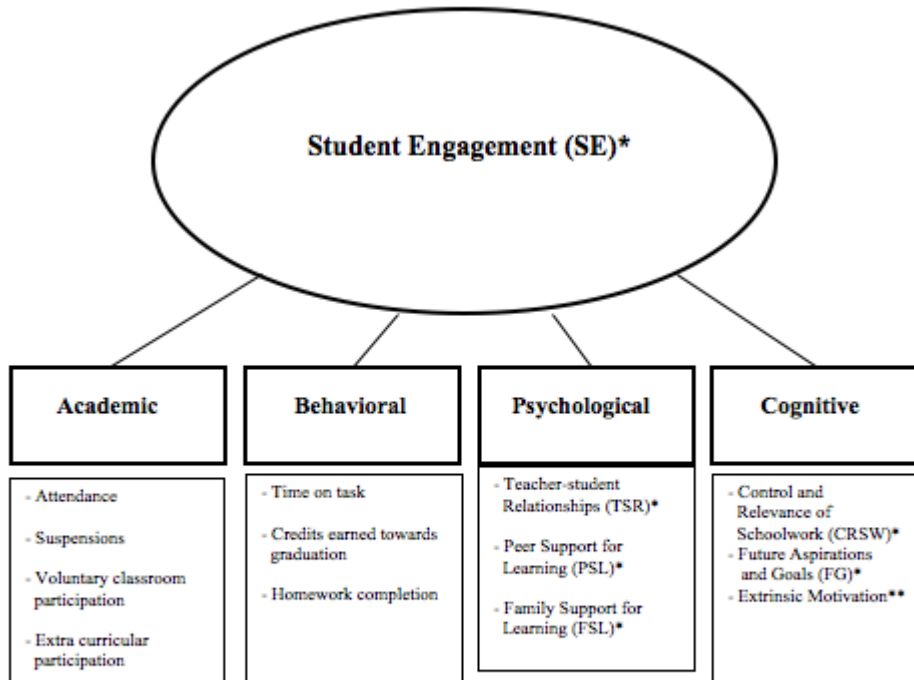 Student Engagement (SE)*
Academic
Behavioral
Psychological
Cognitive
- Attendance
- Suspensions
- Voluntary classroom
participation
- Extra curricular
participation
- Time on task
- Credits earned towards
graduation
- Homework completion
- Teacher-student
Relationships (TSR)*
- Peer Support for
Learning (PSL)*
- Family Support for
Learning (FSL)*
- Control and
Relevance of
Schoolwork (CRSW)*
- Future Aspirations
and Goals (FG)*
- Extrinsic Motivation**